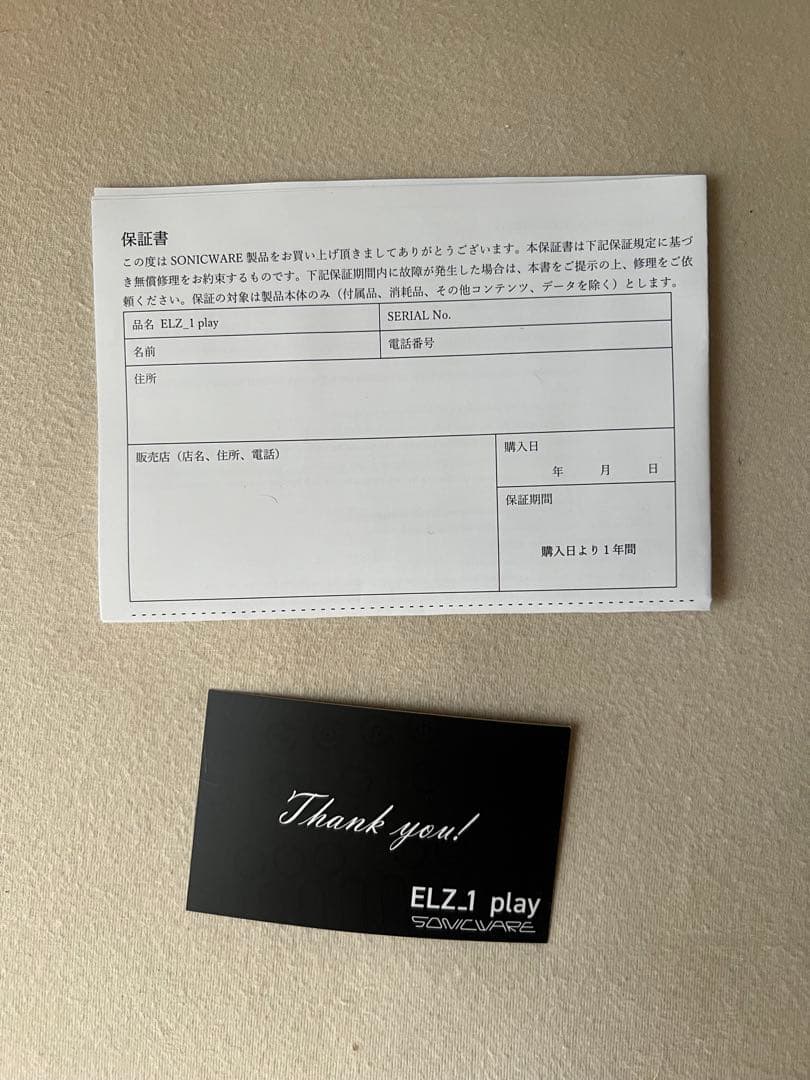 保証書
この度は SONICWARE 製品をお買い上げ頂きましてありがとうございます。本保証書は下記保証規定に基づ
き無償修理をお約束するものです。下記保証期間内に故障が発生した場合は、本書をご提示の上、修理をご依
頼ください。保証の対象は製品本体のみ（付属品、消耗品、その他コンテンツ、データを除く）とします。
品名 ELZ_1 play
SERIAL No.
名前
電話番号
住所
販売店（店名、住所、電話）
購入日
年 月 日
保証期間
購入日より 1 年間
Thank you!
ELZ_1 play
SONICWARE